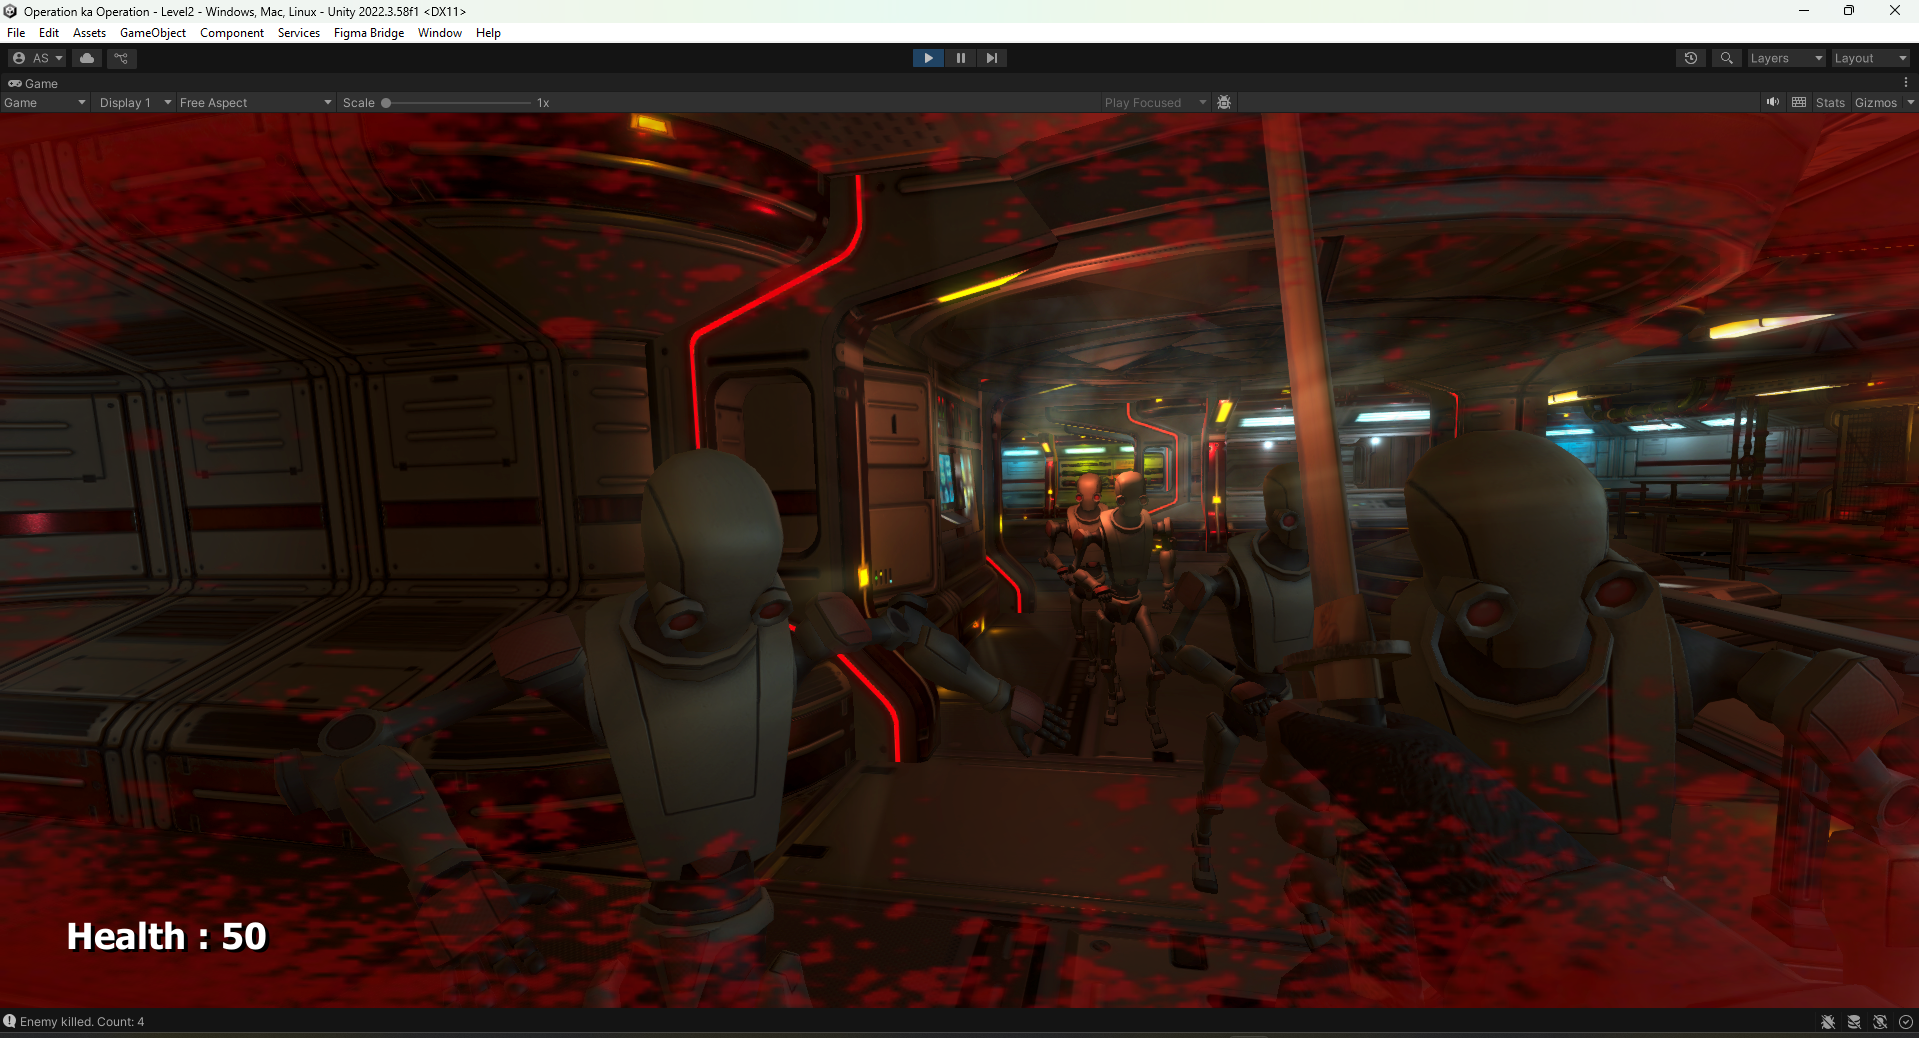 Operation ka Operation - Level2 - Windows, Mac, Linux - Unity 2022.3.58f1 <DX11>
File Edit Assets GameObject Component Services Figma Bridge Window Help
AS Layers Layout
Game
Game Display 1 Free Aspect Scale 1x Play Focused Stats Gizmos
Health : 50
Enemy killed. Count: 4